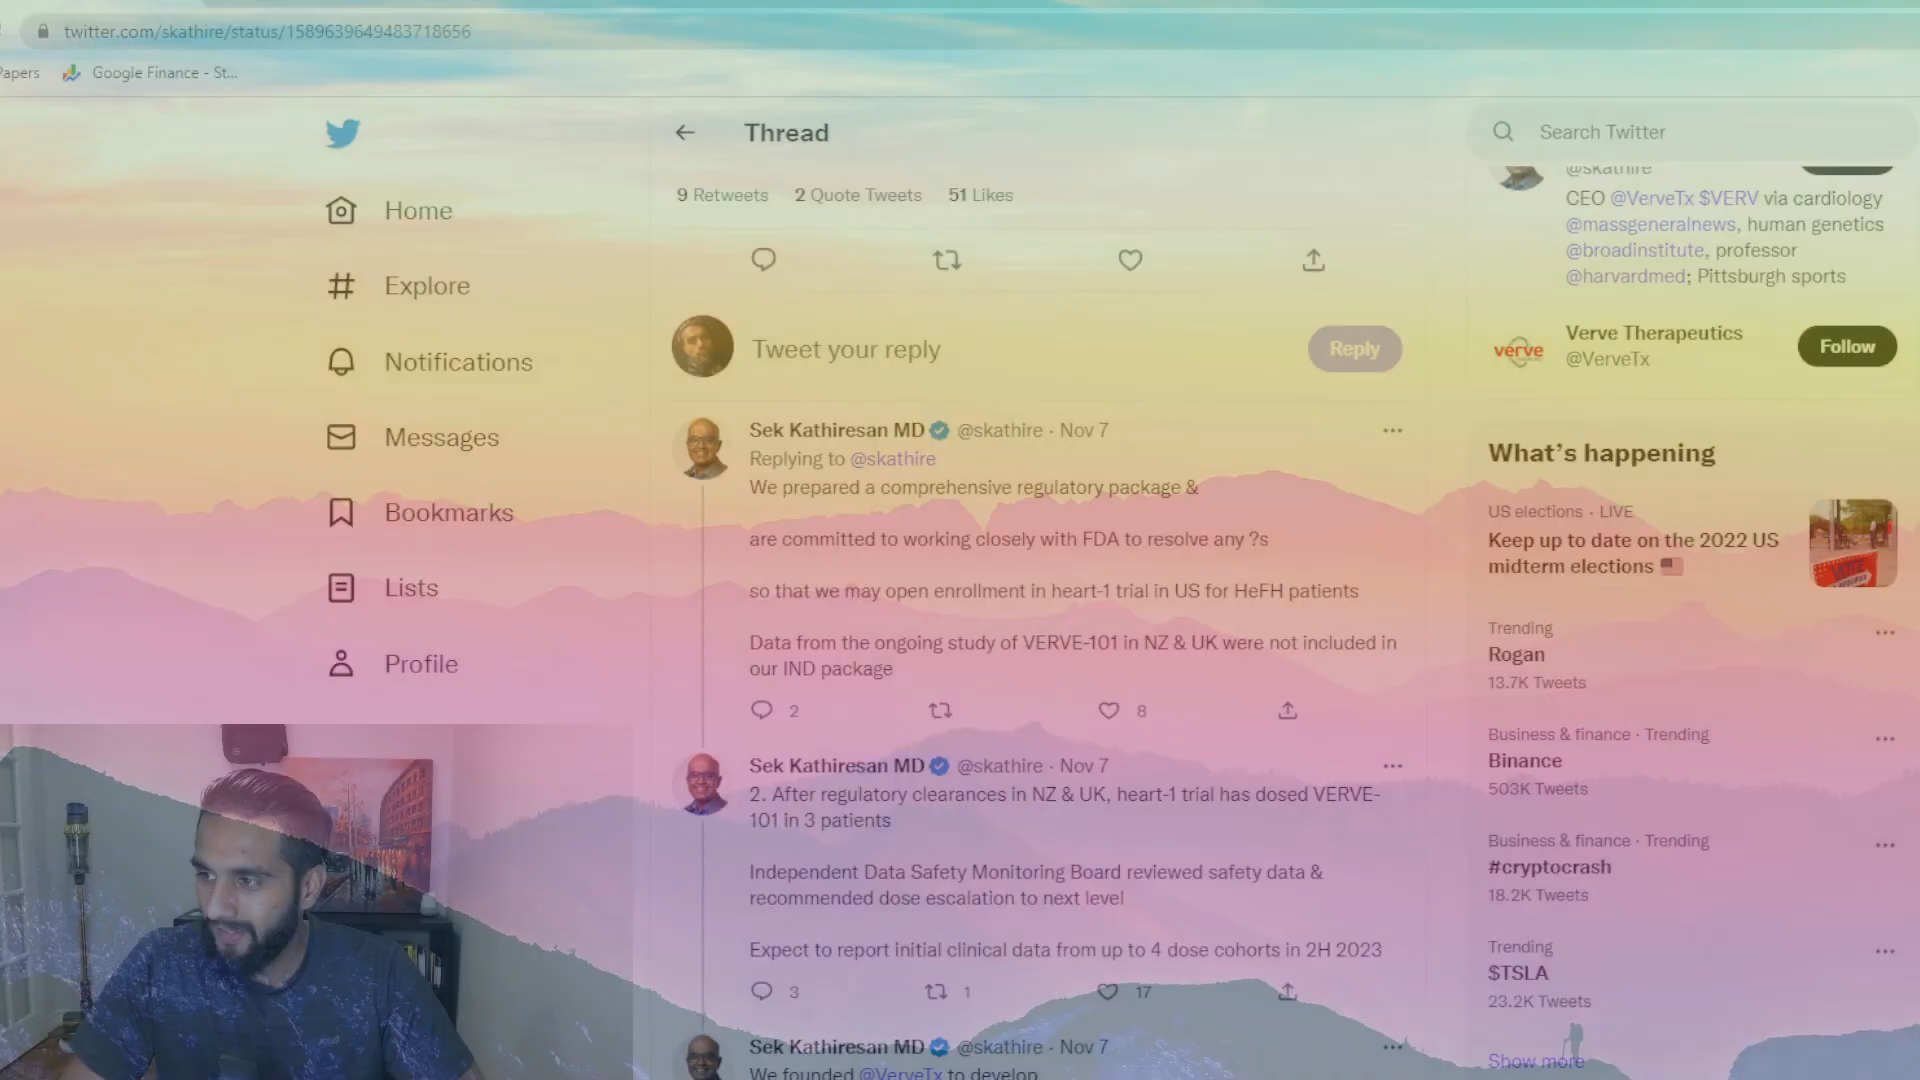 twitter.com/skathire/status/1589639649483718656
Papers
Google Finance - St...
Home
Explore
Notifications
Messages
Bookmarks
Lists
Profile
Thread
9 Retweets 2 Quote Tweets 51 Likes
Tweet your reply
Reply
Sek Kathiresan MD @skathire · Nov 7
Replying to @skathire
We prepared a comprehensive regulatory package &
are committed to working closely with FDA to resolve any ?s
so that we may open enrollment in heart-1 trial in US for HeFH patients
Data from the ongoing study of VERVE-101 in NZ & UK were not included in
our IND package
2
8
Sek Kathiresan MD @skathire · Nov 7
2. After regulatory clearances in NZ & UK, heart-1 trial has dosed VERVE-
101 in 3 patients
Independent Data Safety Monitoring Board reviewed safety data &
recommended dose escalation to next level
Expect to report initial clinical data from up to 4 dose cohorts in 2H 2023
3
1
17
Sek Kathiresan MD @skathire · Nov 7
We founded @VerveTx to develop
Search Twitter
@skathire
CEO @VerveTx $VERV via cardiology
@massgeneralnews, human genetics
@broadinstitute, professor
@harvardmed; Pittsburgh sports
verve
Verve Therapeutics
@VerveTx
Follow
What's happening
US elections · LIVE
Keep up to date on the 2022 US
midterm elections
VOTE
Trending
Rogan
13.7K Tweets
Business & finance · Trending
Binance
503K Tweets
Business & finance · Trending
#cryptocrash
18.2K Tweets
Trending
$TSLA
23.2K Tweets
Show more